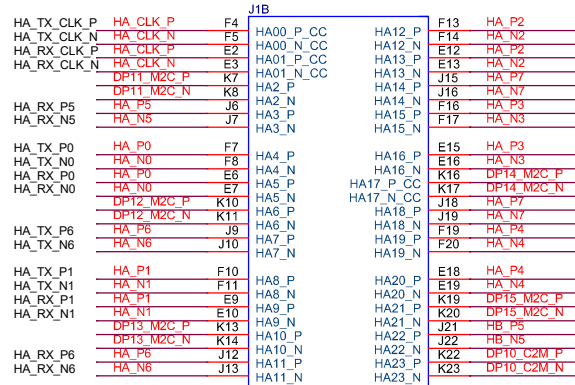 J1B
HA_TX_CLK_P HA_CLK_P F4 HA00_P_CC HA12_P F13 HA_P2
HA_TX_CLK_N HA_CLK_N F5 HA00_N_CC HA12_N F14 HA_N2
HA_RX_CLK_P HA_CLK_P E2 HA01_P_CC HA13_P E12 HA_P2
HA_RX_CLK_N HA_CLK_N E3 HA01_N_CC HA13_N E13 HA_N2
DP11_M2C_P K7 HA2_P HA14_P J15 HA_P7
DP11_M2C_N K8 HA2_N HA14_N J16 HA_N7
HA_RX_P5 HA_P5 J6 HA3_P HA15_P F16 HA_P3
HA_RX_N5 HA_N5 J7 HA3_N HA15_N F17 HA_N3
HA_TX_P0 HA_P0 F7 HA4_P HA16_P E15 HA_P3
HA_TX_N0 HA_N0 F8 HA4_N HA16_N E16 HA_N3
HA_RX_P0 HA_P0 E6 HA5_P HA17_P_CC K16 DP14_M2C_P
HA_RX_N0 HA_N0 E7 HA5_N HA17_N_CC K17 DP14_M2C_N
DP12_M2C_P K10 HA6_P HA18_P J18 HA_P7
DP12_M2C_N K11 HA6_N HA18_N J19 HA_N7
HA_TX_P6 HA_P6 J9 HA7_P HA19_P F19 HA_P4
HA_TX_N6 HA_N6 J10 HA7_N HA19_N F20 HA_N4
HA_TX_P1 HA_P1 F10 HA8_P HA20_P E18 HA_P4
HA_TX_N1 HA_N1 F11 HA8_N HA20_N E19 HA_N4
HA_RX_P1 HA_P1 E9 HA9_P HA21_P K19 DP15_M2C_P
HA_RX_N1 HA_N1 E10 HA9_N HA21_N K20 DP15_M2C_N
DP13_M2C_P K13 HA10_P HA22_P J21 HB_P5
DP13_M2C_N K14 HA10_N HA22_N J22 HB_N5
HA_RX_P6 HA_P6 J12 HA11_P HA23_P K22 DP10_C2M_P
HA_RX_N6 HA_N6 J13 HA11_N HA23_N K23 DP10_C2M_N